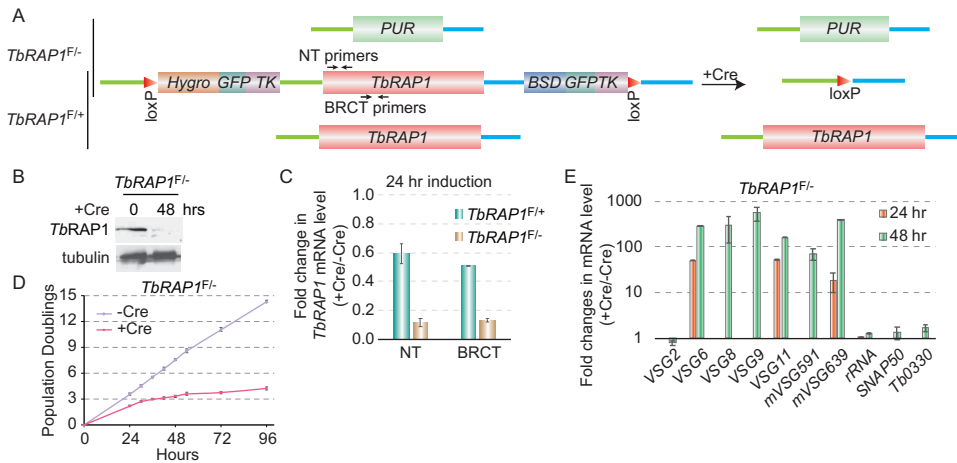 A
TbRAP1F/-
TbRAP1F/+
PUR
NT primers
loxP
Hygro GFP TK
TbRAP1
BSD GFP TK
loxP
BRCT primers
TbRAP1
+Cre
PUR
loxP
TbRAP1
B
TbRAP1F/-
+Cre 0 48 hrs
TbRAP1
tubulin
C
24 hr induction
Fold change in
TbRAP1 mRNA level
(+Cre/-Cre)
1.0
0.8
0.6
0.4
0.2
0.0
TbRAP1F/+
TbRAP1F/-
NT BRCT
D
TbRAP1F/-
Population Doublings
15
12
9
6
3
0
-Cre
+Cre
0 24 48 72 96
Hours
E
TbRAP1F/-
Fold changes in mRNA level
(+Cre/-Cre)
1000
100
10
1
24 hr
48 hr
VSG2 VSG6 VSG8 VSG9 VSG11 mVSG591 mVSG639 rRNA SNAP50 Tb0330